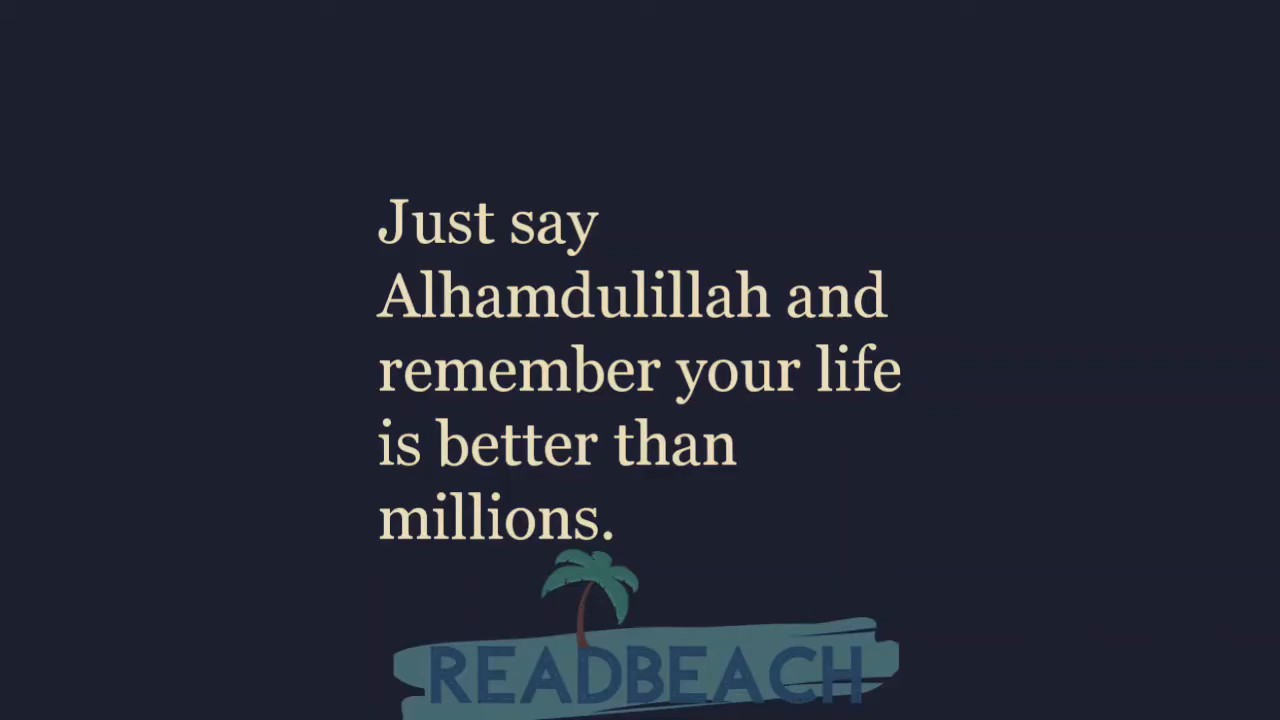 Just say
Alhamdulillah and
remember your life
is better than
millions.
READBEACH